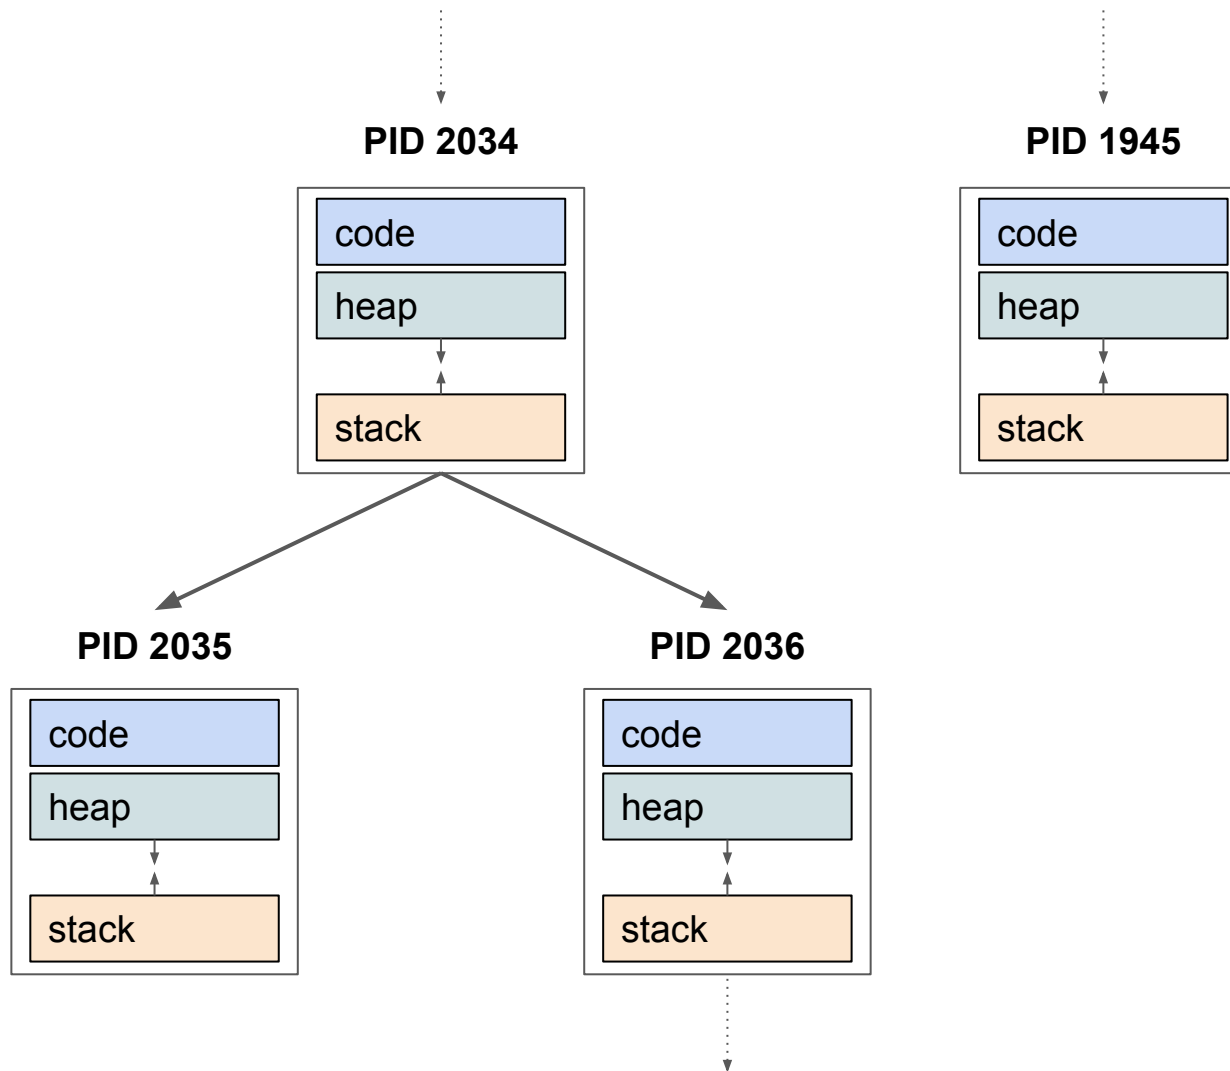 PID 2034
code
heap
stack
PID 1945
code
heap
stack
PID 2035
code
heap
stack
PID 2036
code
heap
stack